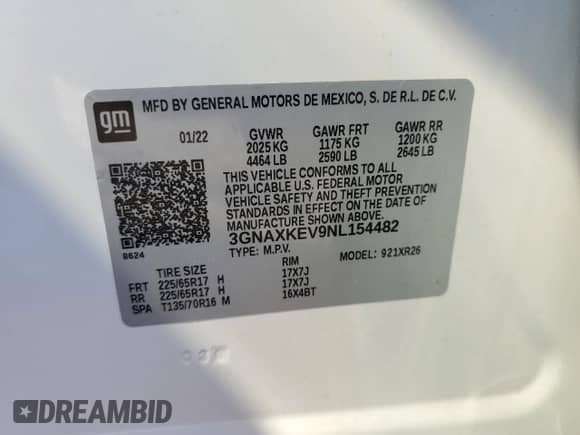 gm
MFD BY GENERAL MOTORS DE MEXICO, S. DE R.L. DE C.V.
01/22 GVWR GAWR FRT GAWR RR
2025 KG 1175 KG 1200 KG
4464 LB 2590 LB 2645 LB
THIS VEHICLE CONFORMS TO ALL
APPLICABLE U.S. FEDERAL MOTOR
VEHICLE SAFETY AND THEFT PREVENTION
STANDARDS IN EFFECT ON THE DATE OF
MANUFACTURE SHOWN ABOVE.
3GNAXKEV9NL154482
8624
TYPE: M.P.V. MODEL: 921XR26
TIRE SIZE RIM
FRT 225/65R17 H 17X7J
RR 225/65R17 H 17X7J
SPA T135/70R16 M 16X4BT
DREAMBID